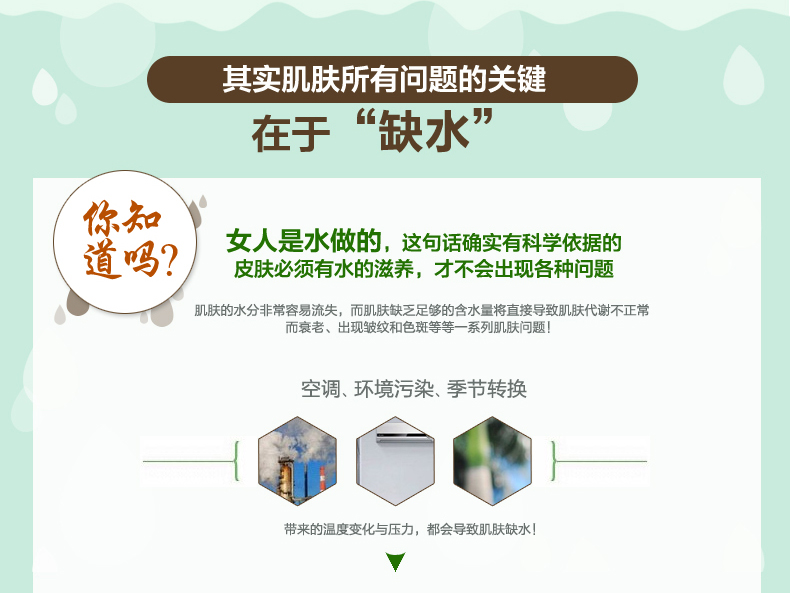 其实肌肤所有问题的关键
在于“缺水”
你知
道吗?
女人是水做的，这句话确实有科学依据的
皮肤必须有水的滋养，才不会出现各种问题
肌肤的水分非常容易流失，而肌肤缺乏足够的含水量将直接导致肌肤代谢不正常
而衰老、出现皱纹和色斑等等一系列肌肤问题!
空调、环境污染、季节转换
带来的温度变化与压力，都会导致肌肤缺水!